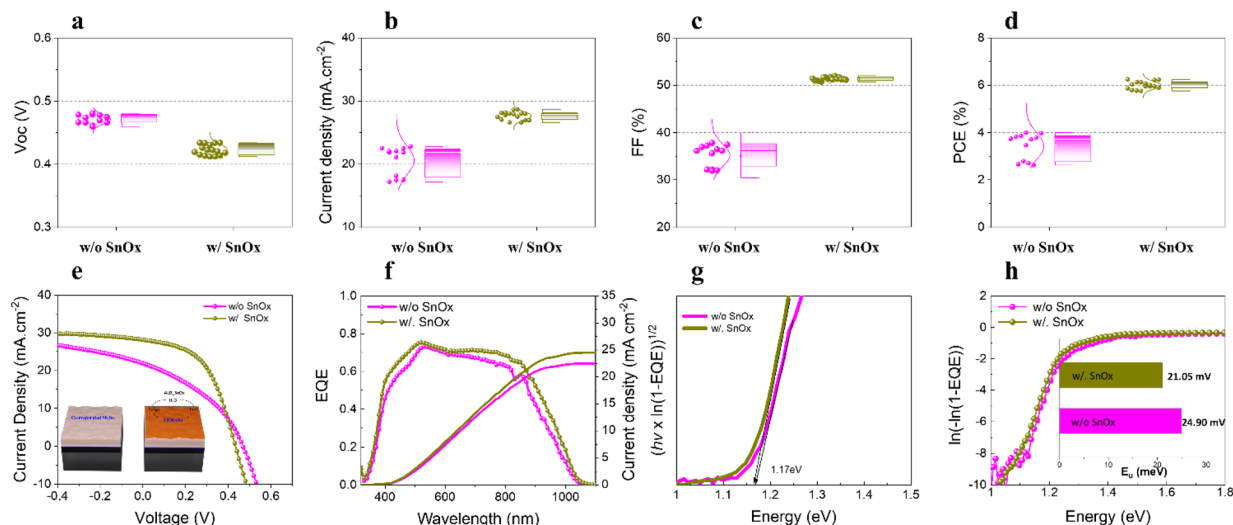 a
Voc (V)
0.6
0.5
0.4
0.3
w/o SnOx
w/ SnOx
b
Current density (mA.cm-2)
40
30
20
10
w/o SnOx
w/ SnOx
c
FF (%)
60
50
40
30
20
w/o SnOx
w/ SnOx
d
PCE (%)
8
6
4
2
0
w/o SnOx
w/ SnOx
e
Current Density (mA.cm-2)
40
30
20
10
0
-10
w/o SnOx
w/ SnOx
-0.4
-0.2
0.0
0.2
0.4
0.6
Voltage (V)
f
EQE
1.0
0.8
0.6
0.4
0.2
0.0
w/o SnOx
w/. SnOx
35
30
25
20
15
10
5
0
Current density (mA cm-2)
400
600
800
1000
Wavelength (nm)
g
(hv x ln(1-EQE))1/2
w/o SnOx
w/. SnOx
1.17eV
1
1.1
1.2
1.3
1.4
1.5
Energy (eV)
h
ln(-ln(1-EQE))
2
0
-2
-4
-6
-8
-10
w/o SnOx
w/. SnOx
w/. SnOx
21.05 mV
w/o SnOx
24.90 mV
0
10
20
30
Eu (meV)
1
1.2
1.4
1.6
1.8
Energy (eV)